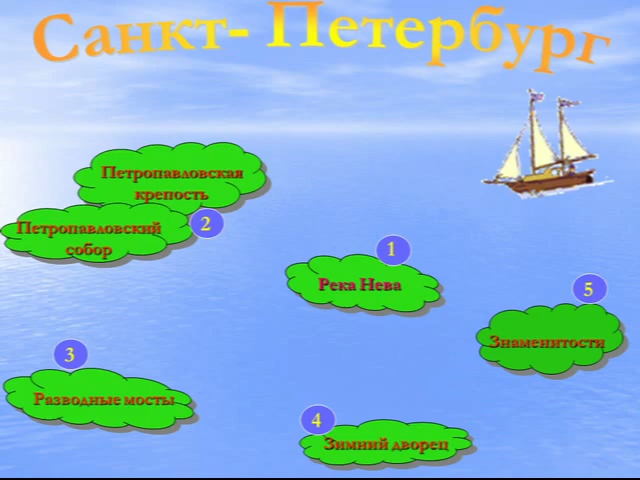 Санкт- Петербург
Петропавловская
крепость
Петропавловский
собор
2
1
Река Нева
5
Знаменитости
3
Разводные мосты
4
Зимний дворец